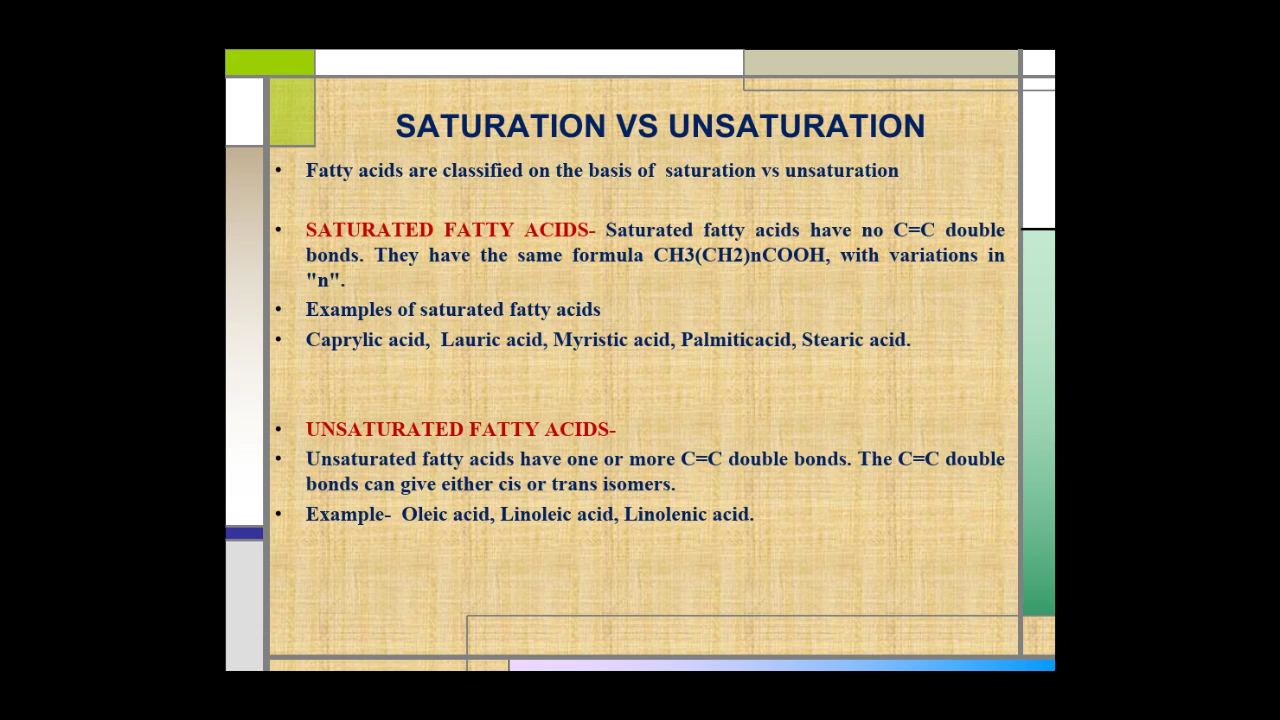 SATURATION VS UNSATURATION
• Fatty acids are classified on the basis of  saturation vs unsaturation
• SATURATED FATTY ACIDS- Saturated fatty acids have no C=C double
bonds. They have the same formula CH3(CH2)nCOOH, with variations in
"n".
• Examples of saturated fatty acids
• Caprylic acid,  Lauric acid, Myristic acid, Palmiticacid, Stearic acid.
• UNSATURATED FATTY ACIDS-
• Unsaturated fatty acids have one or more C=C double bonds. The C=C double
bonds can give either cis or trans isomers.
• Example-  Oleic acid, Linoleic acid, Linolenic acid.